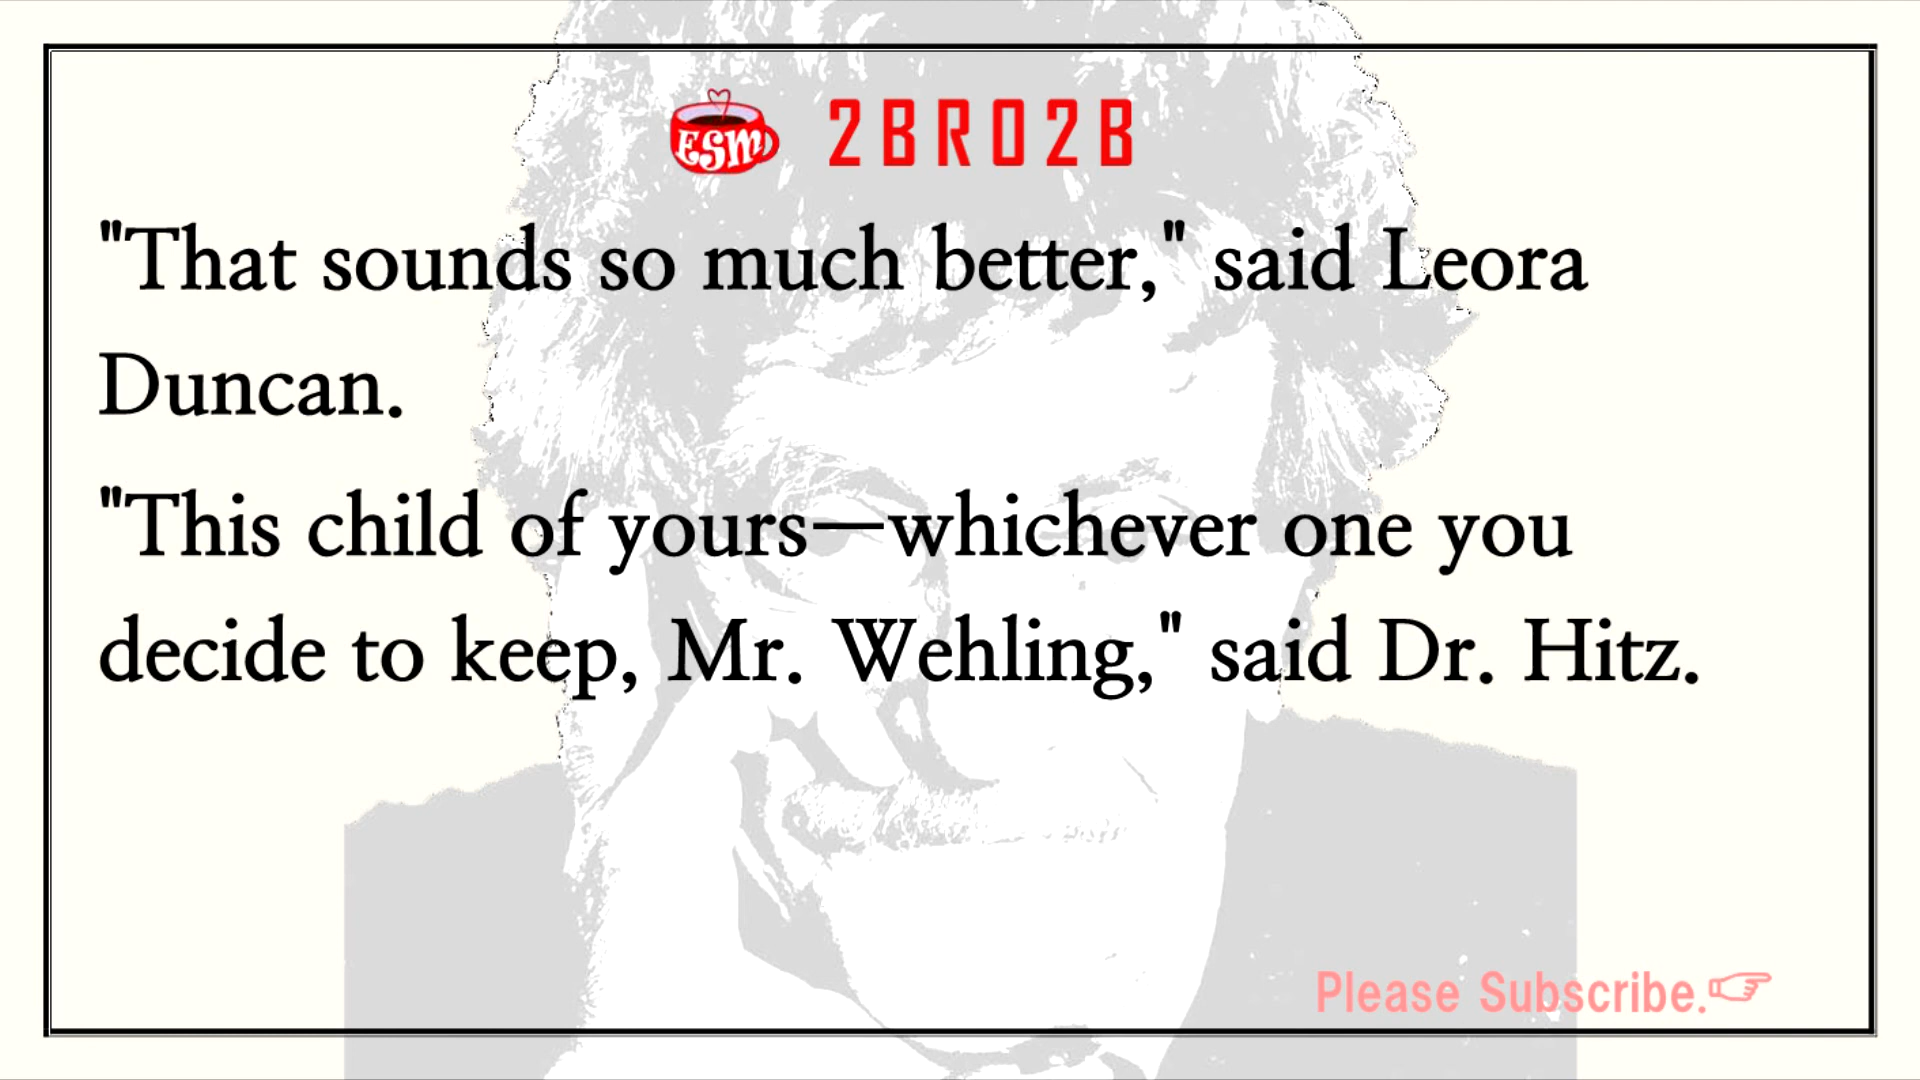 ESM 2BR02B
"That sounds so much better," said Leora
Duncan.
"This child of yours—whichever one you
decide to keep, Mr. Wehling," said Dr. Hitz.
Please Subscribe.